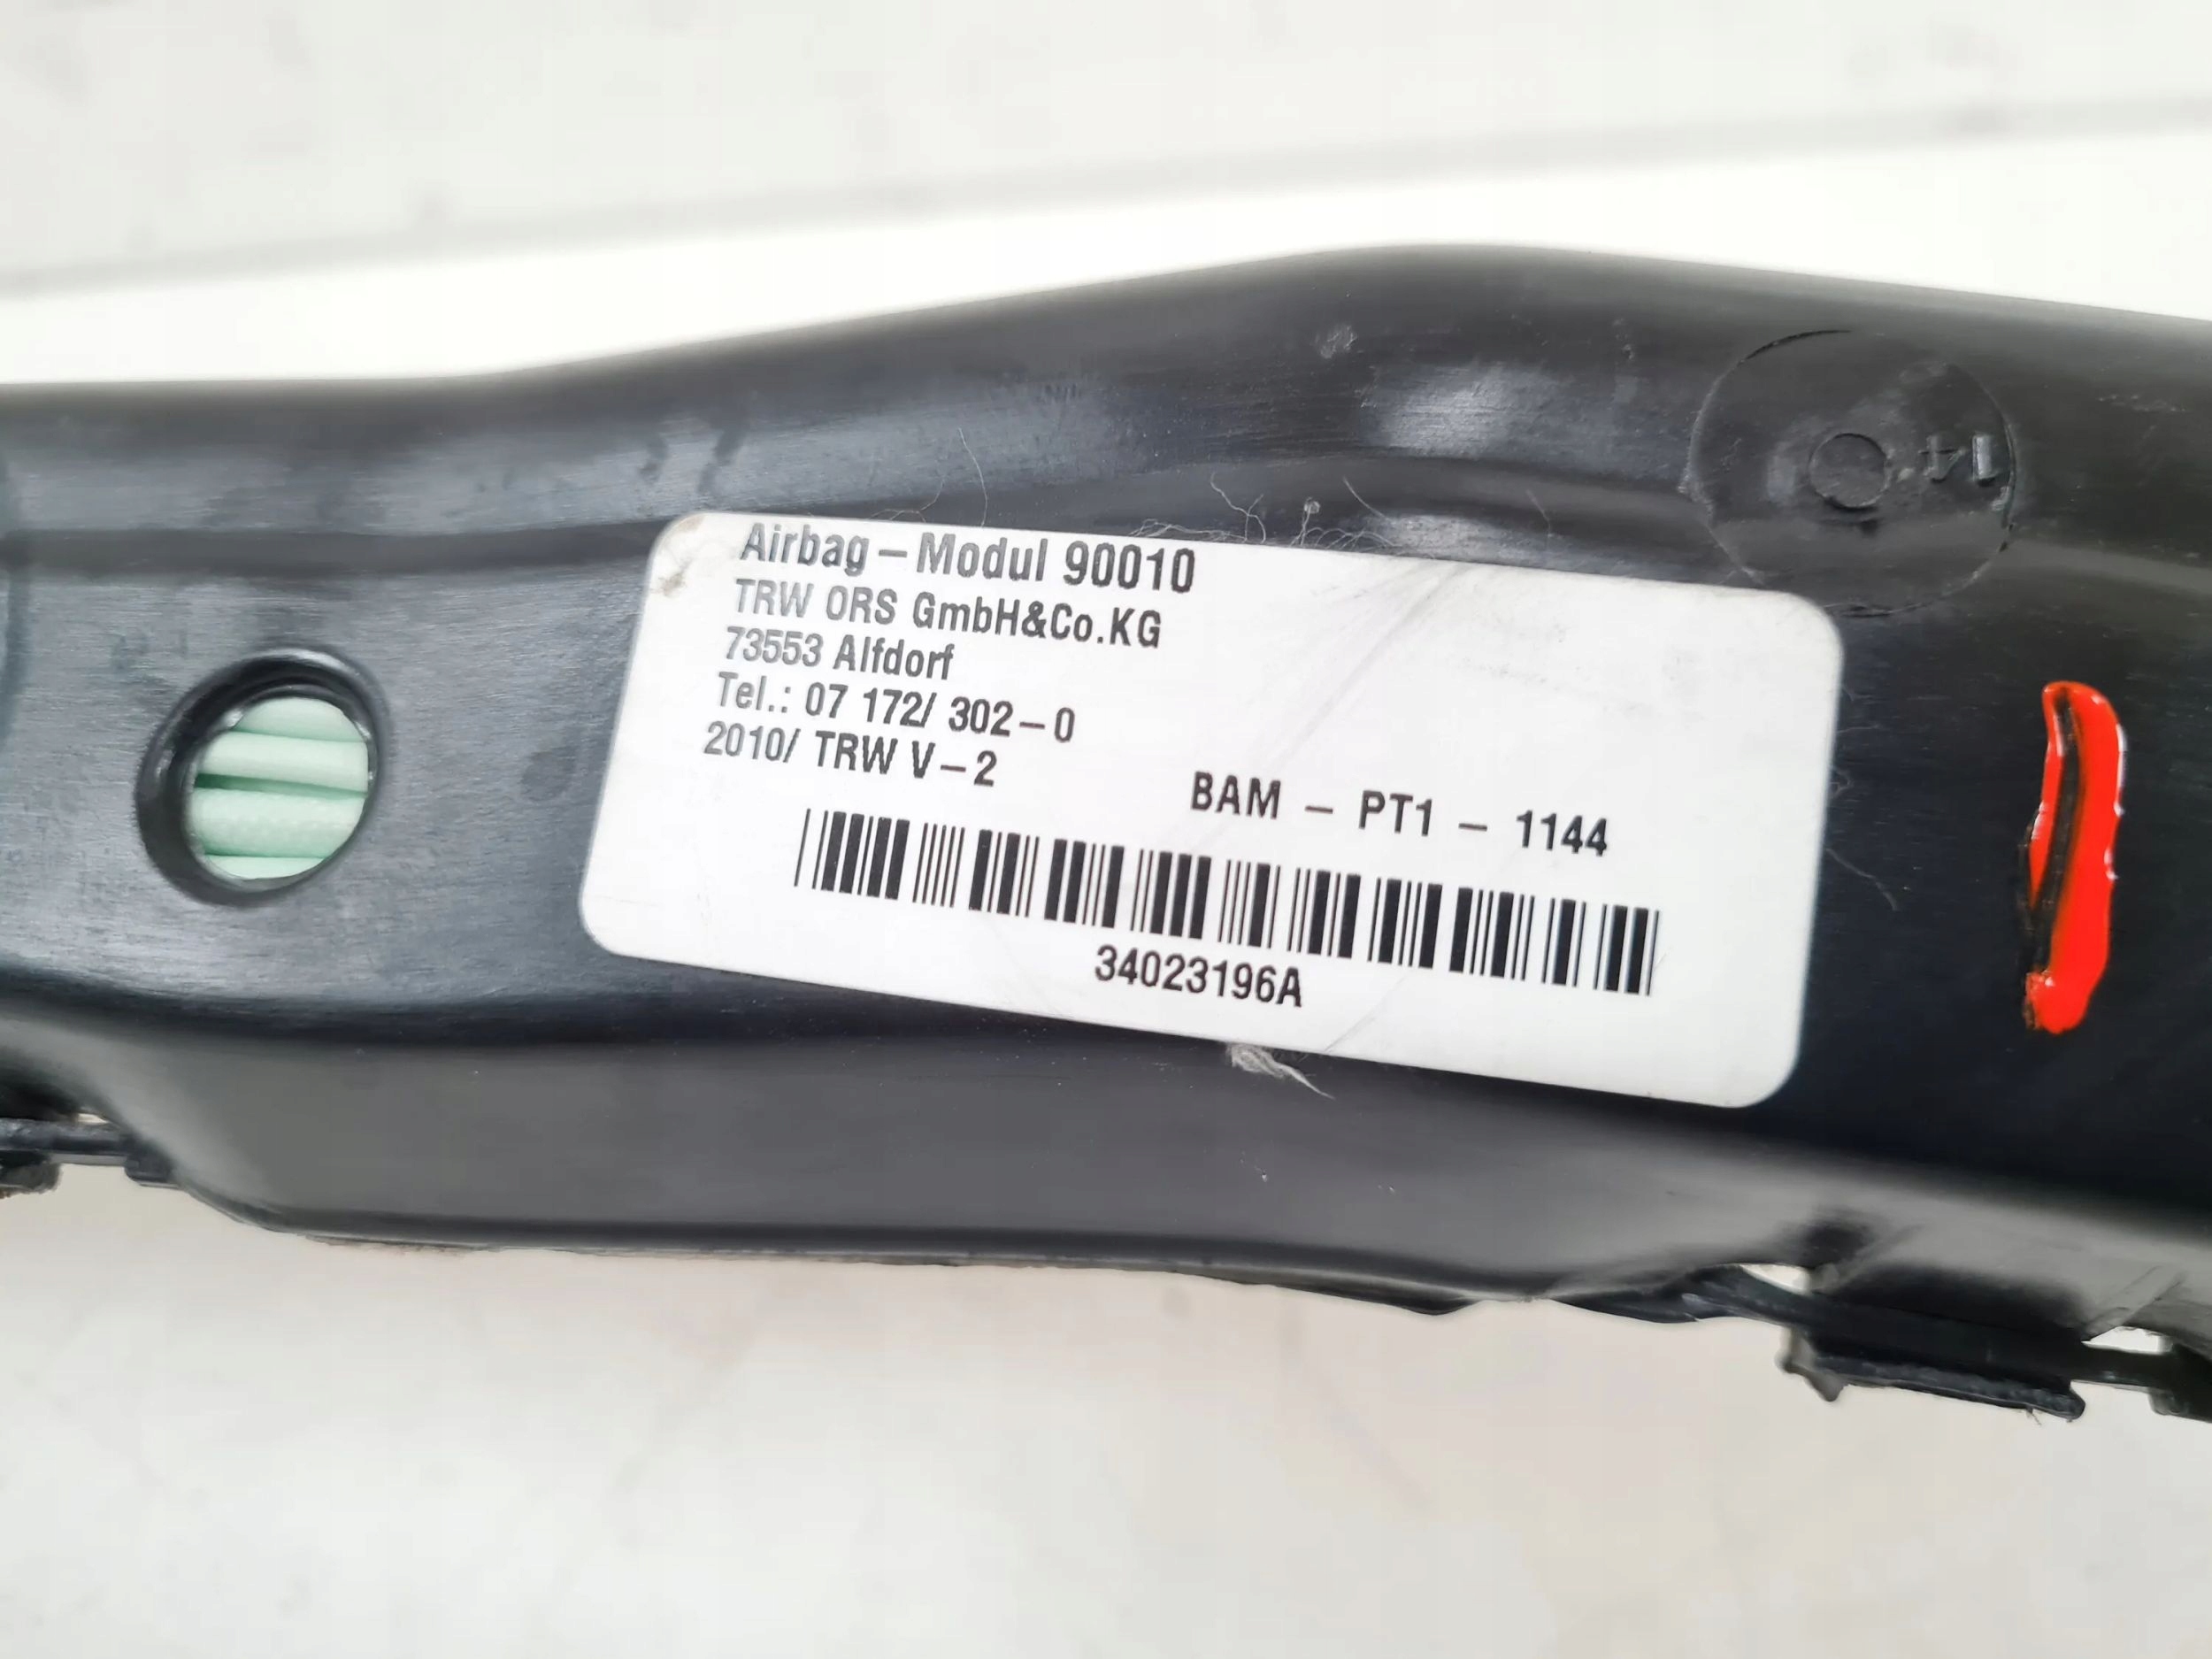 Airbag – Modul 90010
TRW ORS GmbH&Co.KG
73553 Alfdorf
Tel.: 07 172/ 302–0
2010/ TRW V–2
BAM – PT1 – 1144
34023196A
14